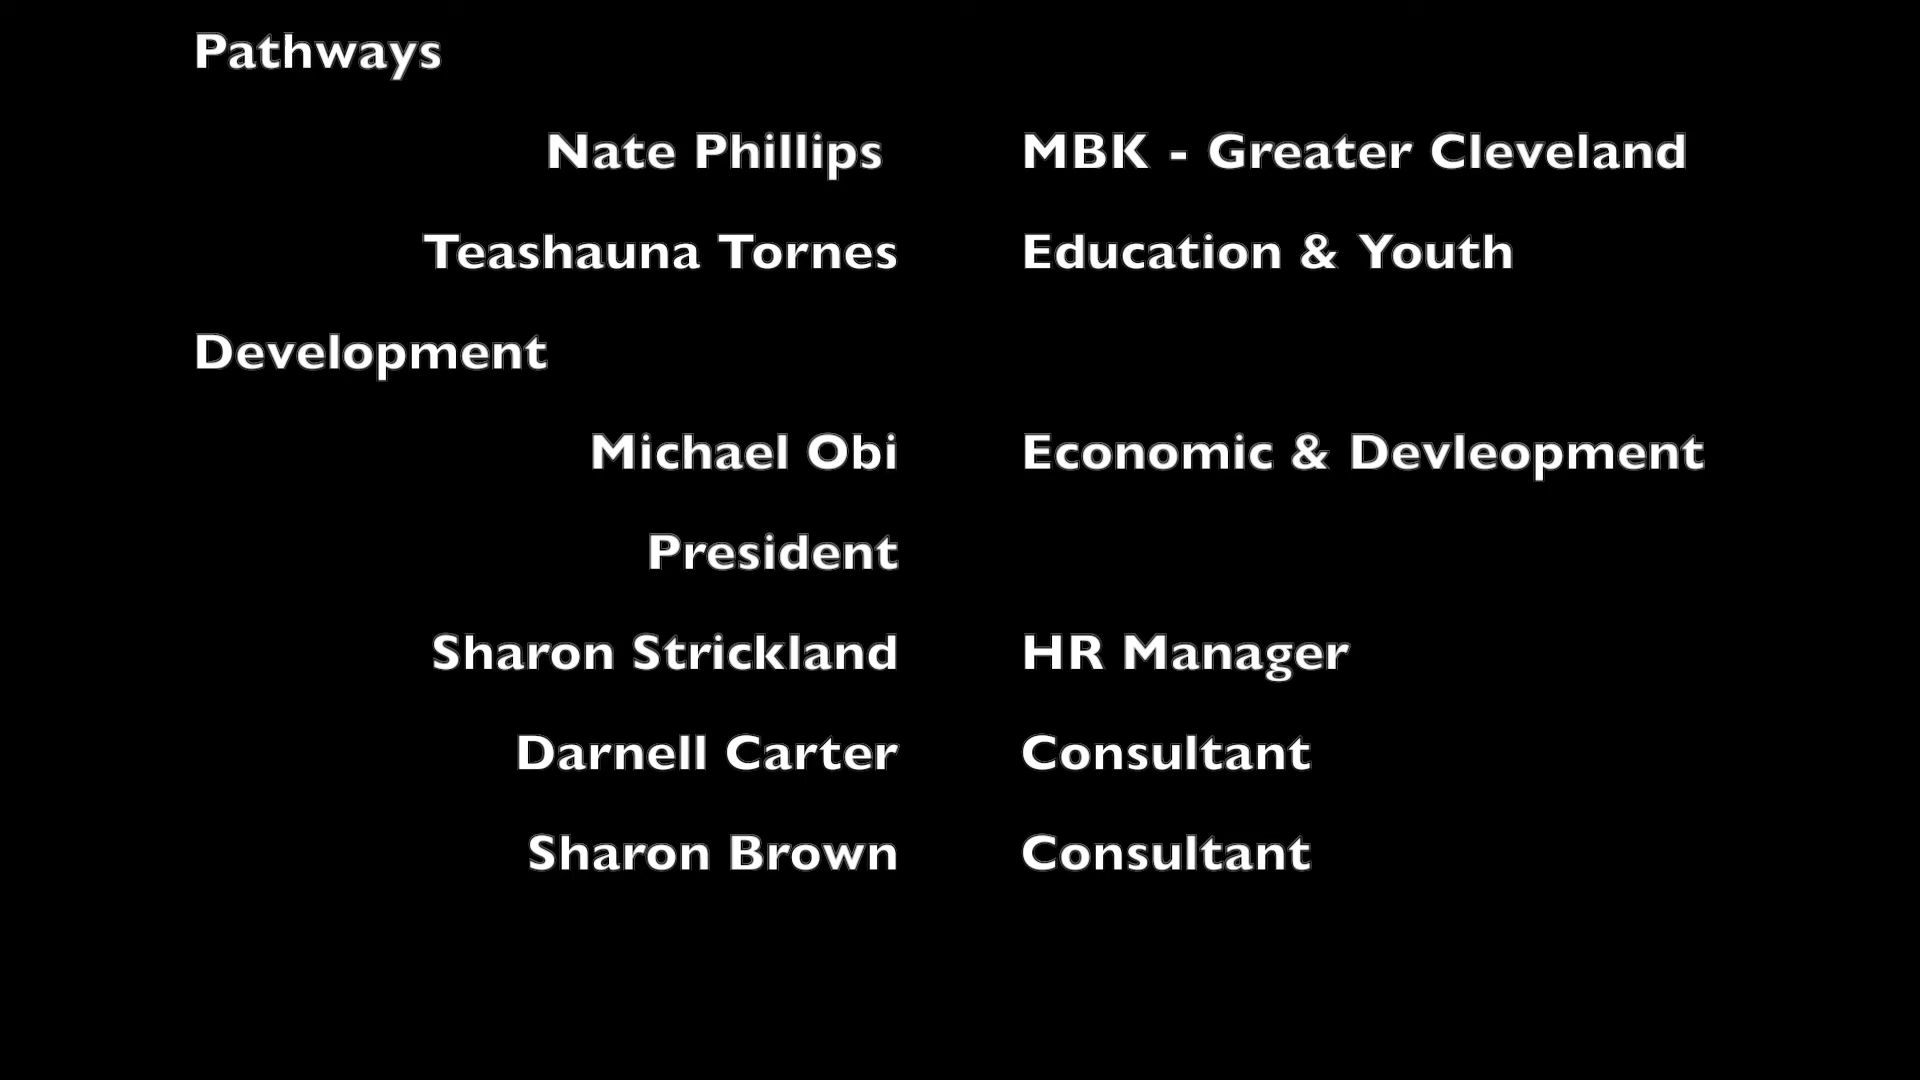 Pathways
Nate Phillips MBK - Greater Cleveland
Teashauna Tornes Education & Youth
Development
Michael Obi Economic & Devleopment
President
Sharon Strickland HR Manager
Darnell Carter Consultant
Sharon Brown Consultant